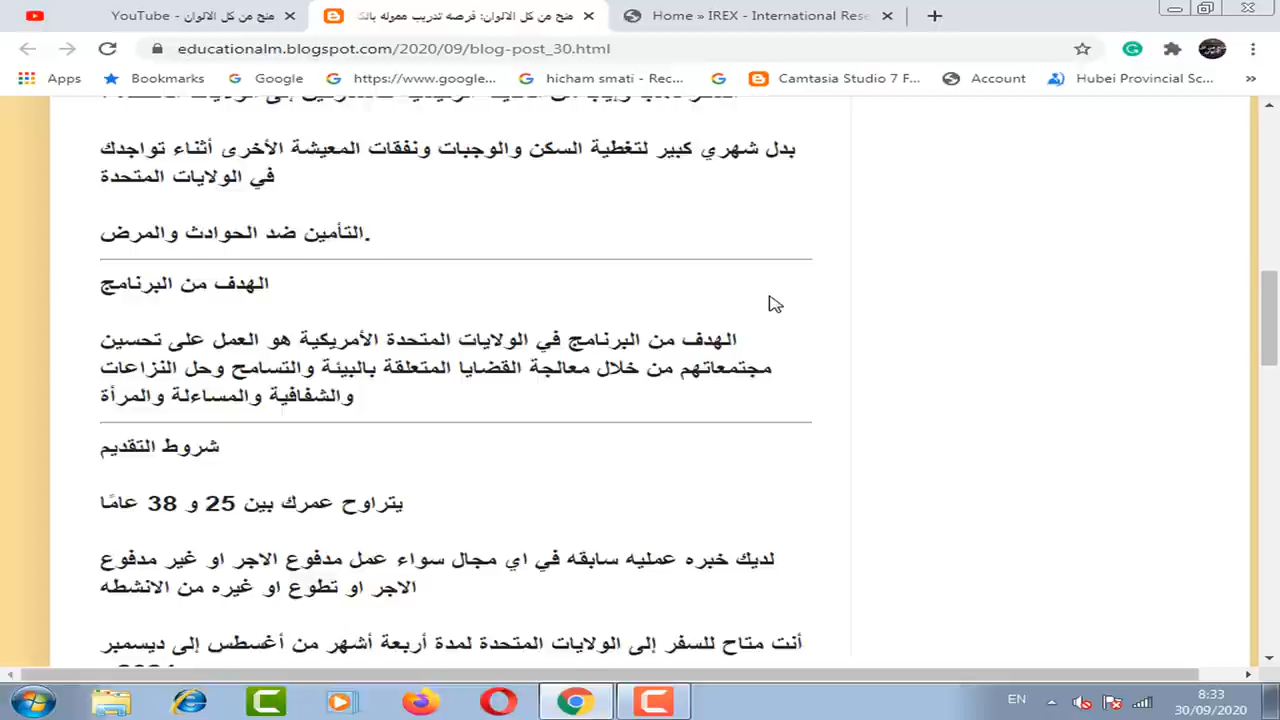 منح من كل الالوان - YouTube
منح من كل الالوان: فرصه تدريب مموله بالك
Home » IREX - International Rese
educationalm.blogspot.com/2020/09/blog-post_30.html
Apps
Bookmarks
Google
https://www.google...
hicham smati - Rec...
Camtasia Studio 7 F...
Account
Hubei Provincial Sc...
»
بدل شهري كبير لتغطية السكن والوجبات ونفقات المعيشة الأخرى أثناء تواجدك
في الولايات المتحدة
التأمين ضد الحوادث والمرض.
الهدف من البرنامج
الهدف من البرنامج في الولايات المتحدة الأمريكية هو العمل على تحسين
مجتمعاتهم من خلال معالجة القضايا المتعلقة بالبيئة والتسامح وحل النزاعات
والشفافية والمساءلة والمرأة
شروط التقديم
يتراوح عمرك بين 25 و 38 عامًا
لديك خبره عمليه سابقه في اي مجال سواء عمل مدفوع الاجر او غير مدفوع
الاجر او تطوع او غيره من الانشطه
أنت متاح للسفر إلى الولايات المتحدة لمدة أربعة أشهر من أغسطس إلى ديسمبر
EN
8:33
30/09/2020